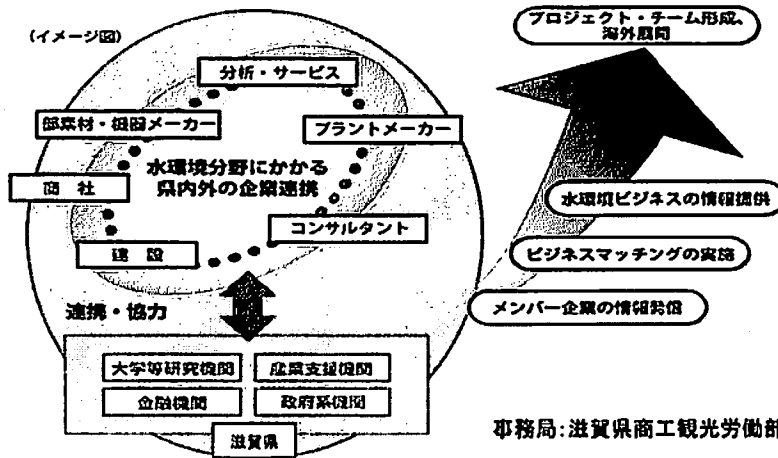 (イメージ図)
プロジェクト・チーム形成、
海外展開
分析・サービス
部素材・機器メーカー
プラントメーカー
水環境分野にかかる
県内外の企業連携
商 社
水環境ビジネスの情報提供
コンサルタント
建 設
ビジネスマッチングの実施
連携・協力
メンバー企業の情報発信
大学等研究機関
産業支援機関
金融機関
政府系機関
滋賀県
事務局:滋賀県商工観光労働部